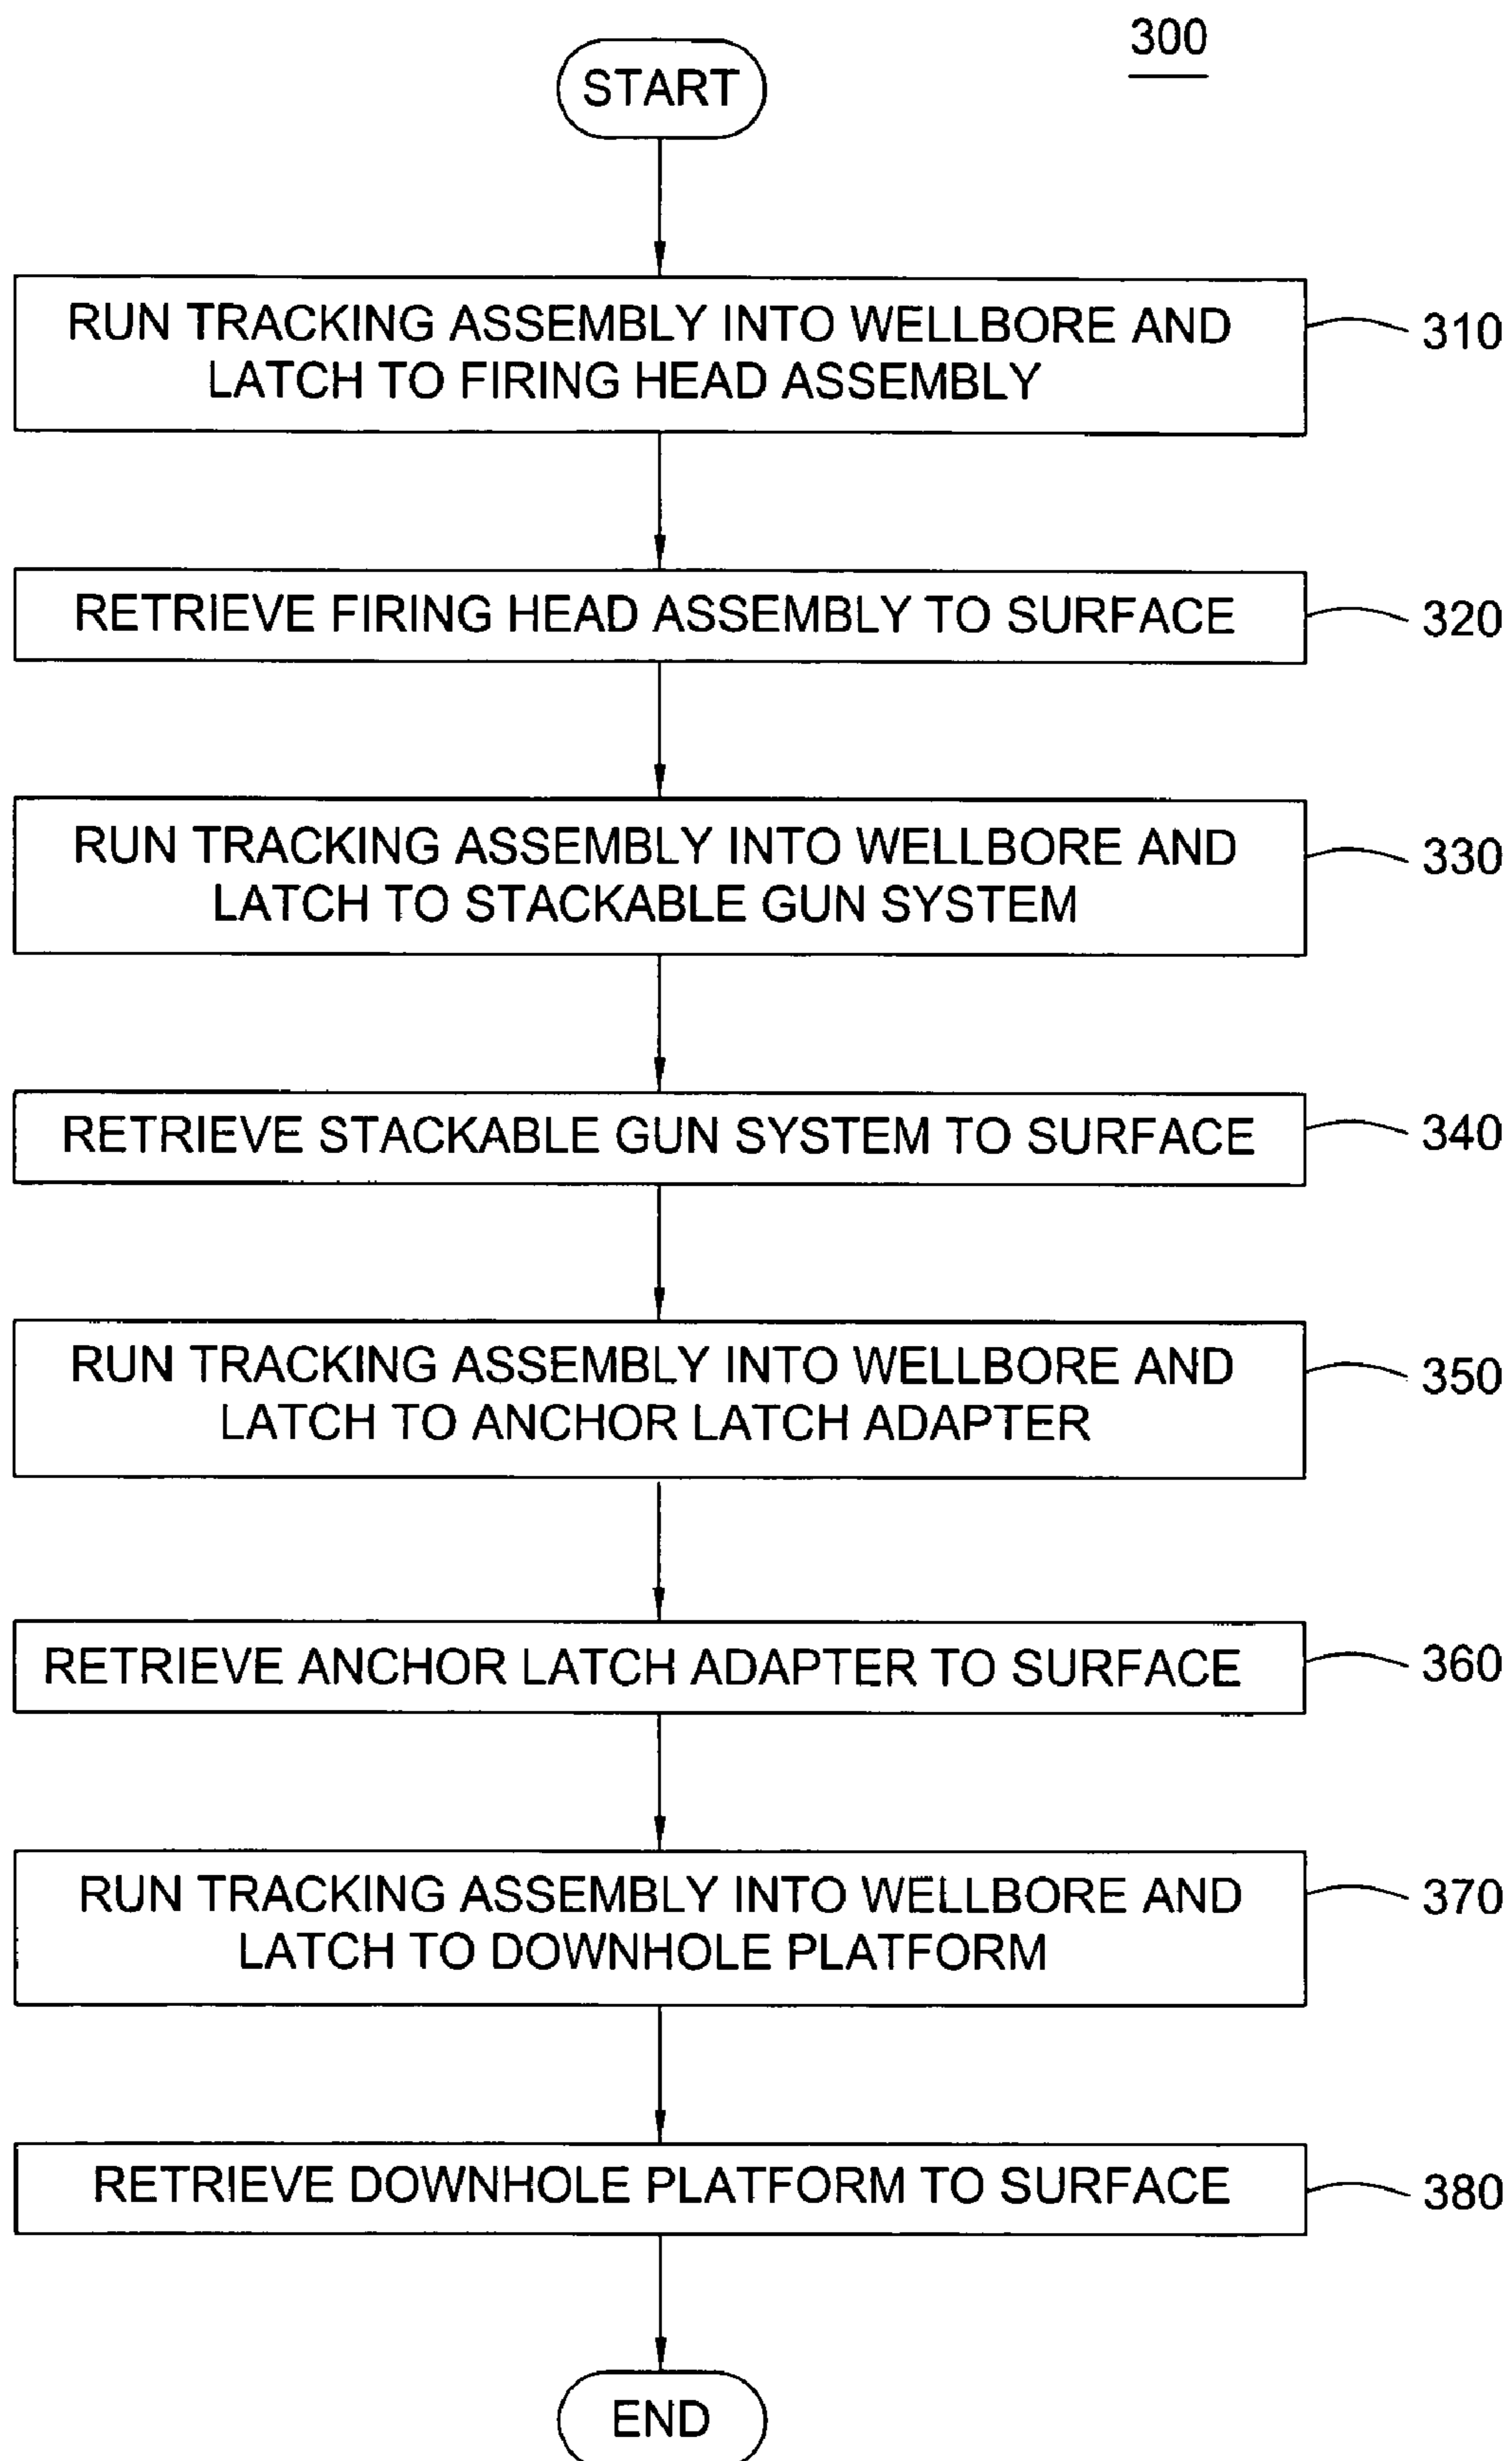 300
START
RUN TRACKING ASSEMBLY INTO WELLBORE AND
LATCH TO FIRING HEAD ASSEMBLY
310
RETRIEVE FIRING HEAD ASSEMBLY TO SURFACE
320
RUN TRACKING ASSEMBLY INTO WELLBORE AND
LATCH TO STACKABLE GUN SYSTEM
330
RETRIEVE STACKABLE GUN SYSTEM TO SURFACE
340
RUN TRACKING ASSEMBLY INTO WELLBORE AND
LATCH TO ANCHOR LATCH ADAPTER
350
RETRIEVE ANCHOR LATCH ADAPTER TO SURFACE
360
RUN TRACKING ASSEMBLY INTO WELLBORE AND
LATCH TO DOWNHOLE PLATFORM
370
RETRIEVE DOWNHOLE PLATFORM TO SURFACE
380
END